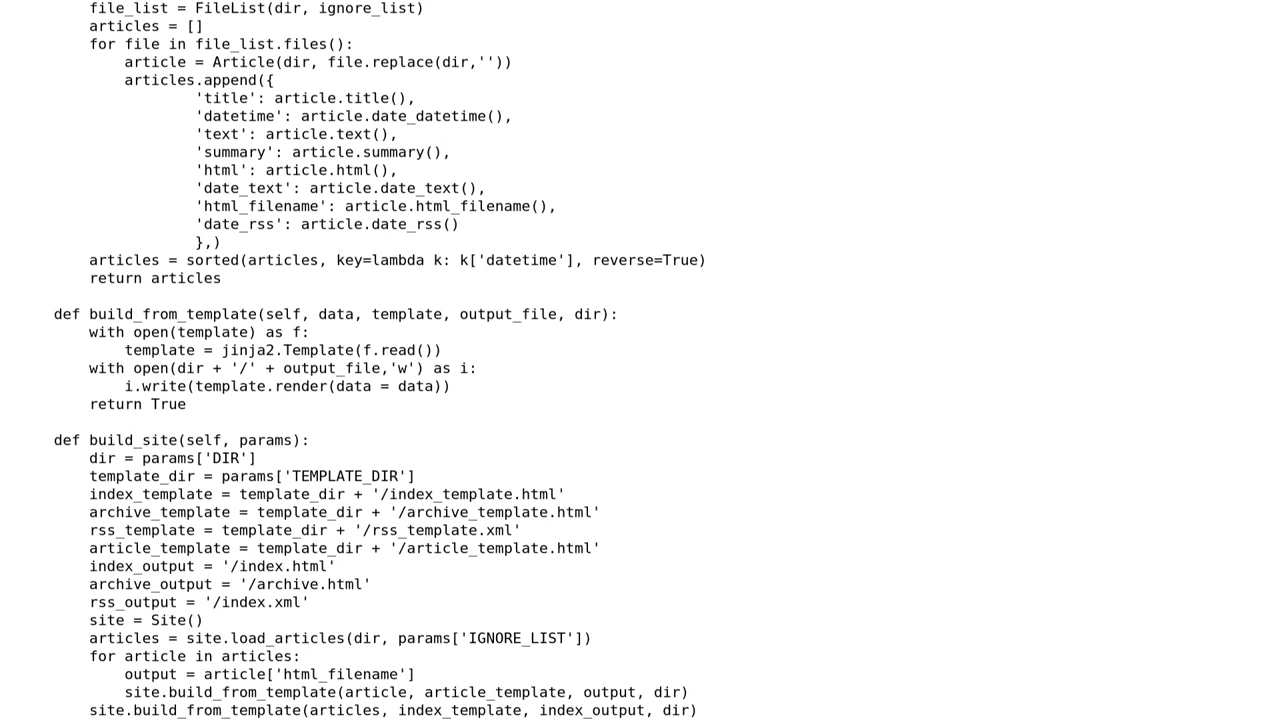 file_list = FileList(dir, ignore_list)
articles = []
for file in file_list.files():
article = Article(dir, file.replace(dir,''))
articles.append({
'title': article.title(),
'datetime': article.date_datetime(),
'text': article.text(),
'summary': article.summary(),
'html': article.html(),
'date_text': article.date_text(),
'html_filename': article.html_filename(),
'date_rss': article.date_rss()
},)
articles = sorted(articles, key=lambda k: k['datetime'], reverse=True)
return articles
def build_from_template(self, data, template, output_file, dir):
with open(template) as f:
template = jinja2.Template(f.read())
with open(dir + '/' + output_file,'w') as i:
i.write(template.render(data = data))
return True
def build_site(self, params):
dir = params['DIR']
template_dir = params['TEMPLATE_DIR']
index_template = template_dir + '/index_template.html'
archive_template = template_dir + '/archive_template.html'
rss_template = template_dir + '/rss_template.xml'
article_template = template_dir + '/article_template.html'
index_output = '/index.html'
archive_output = '/archive.html'
rss_output = '/index.xml'
site = Site()
articles = site.load_articles(dir, params['IGNORE_LIST'])
for article in articles:
output = article['html_filename']
site.build_from_template(article, article_template, output, dir)
site.build_from_template(articles, index_template, index_output, dir)